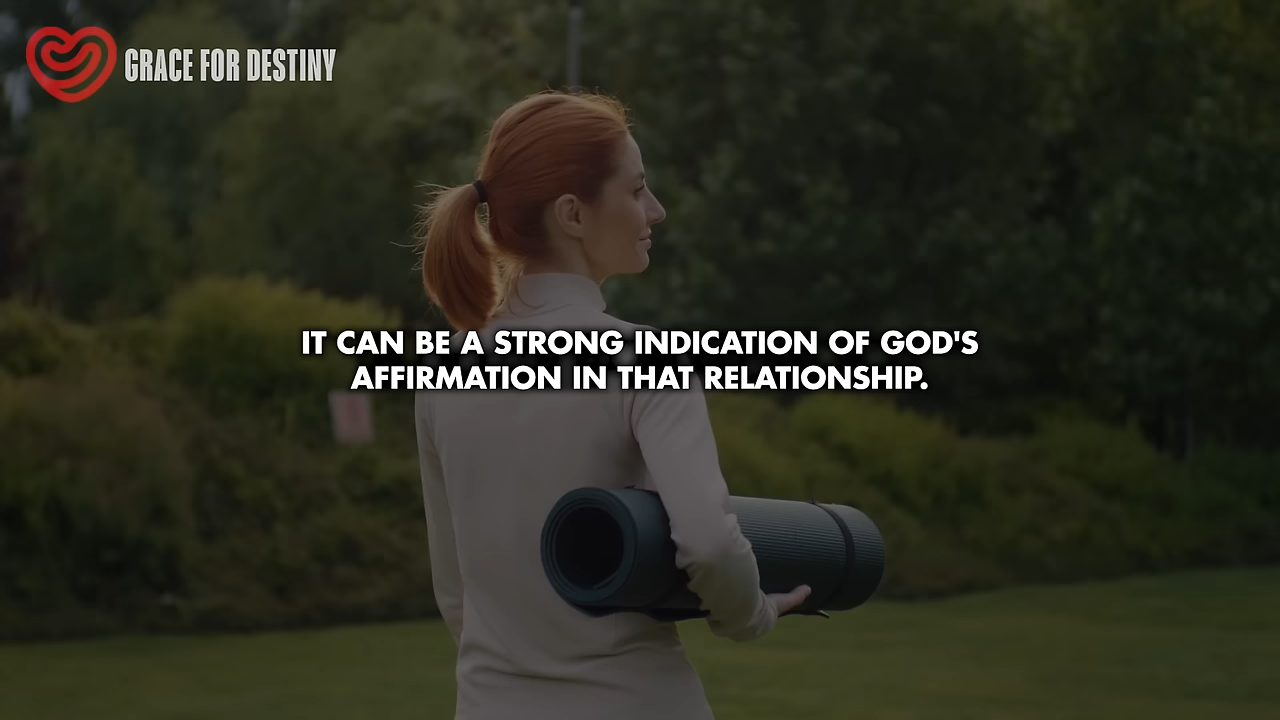 GRACE FOR DESTINY
IT CAN BE A STRONG INDICATION OF GOD'S
AFFIRMATION IN THAT RELATIONSHIP.